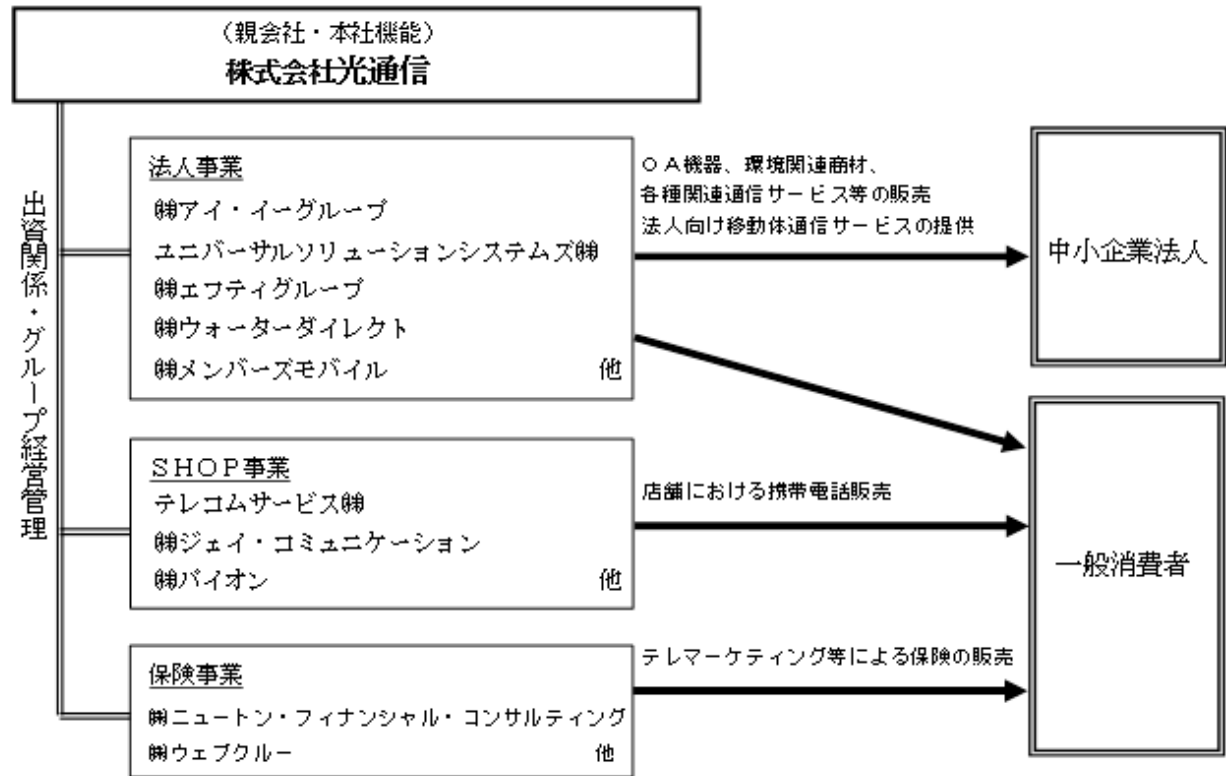 (親会社・本社機能)
株式会社光通信
出資関係・グループ経営管理
法人事業
㈱アイ・イーグループ
ユニバーサルソリューションシステムズ㈱
㈱エフティグループ
㈱ウォーターダイレクト
㈱メンバーズモバイル 他
OA機器、環境関連商材、
各種関連通信サービス等の販売
法人向け移動体通信サービスの提供
中小企業法人
SHOP事業
テレコムサービス㈱
㈱ジェイ・コミュニケーション
㈱パイオン 他
店舗における携帯電話販売
一般消費者
保険事業
㈱ニュートン・フィナンシャル・コンサルティング
㈱ウェブクルー 他
テレマーケティング等による保険の販売